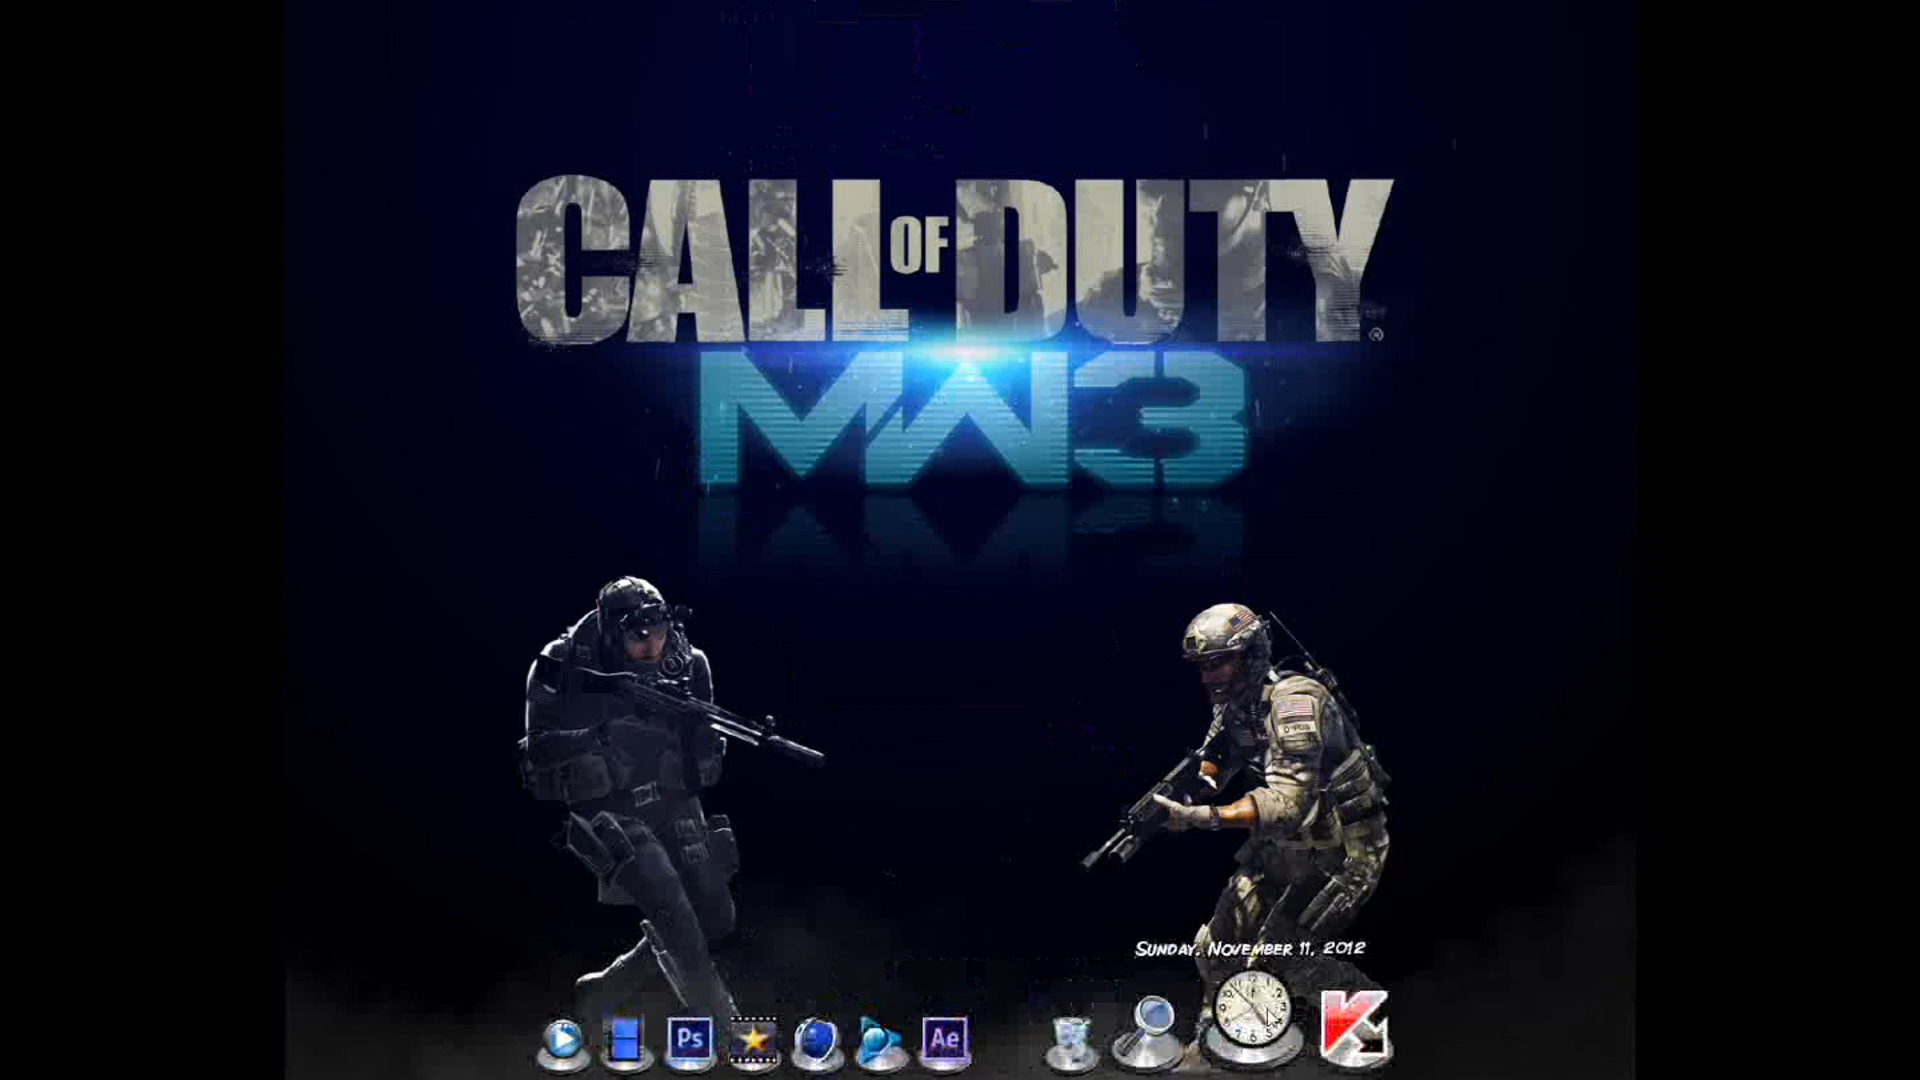 CALL OF DUTY®
MW3
SUNDAY, NOVEMBER 11, 2012
Ps
Ae